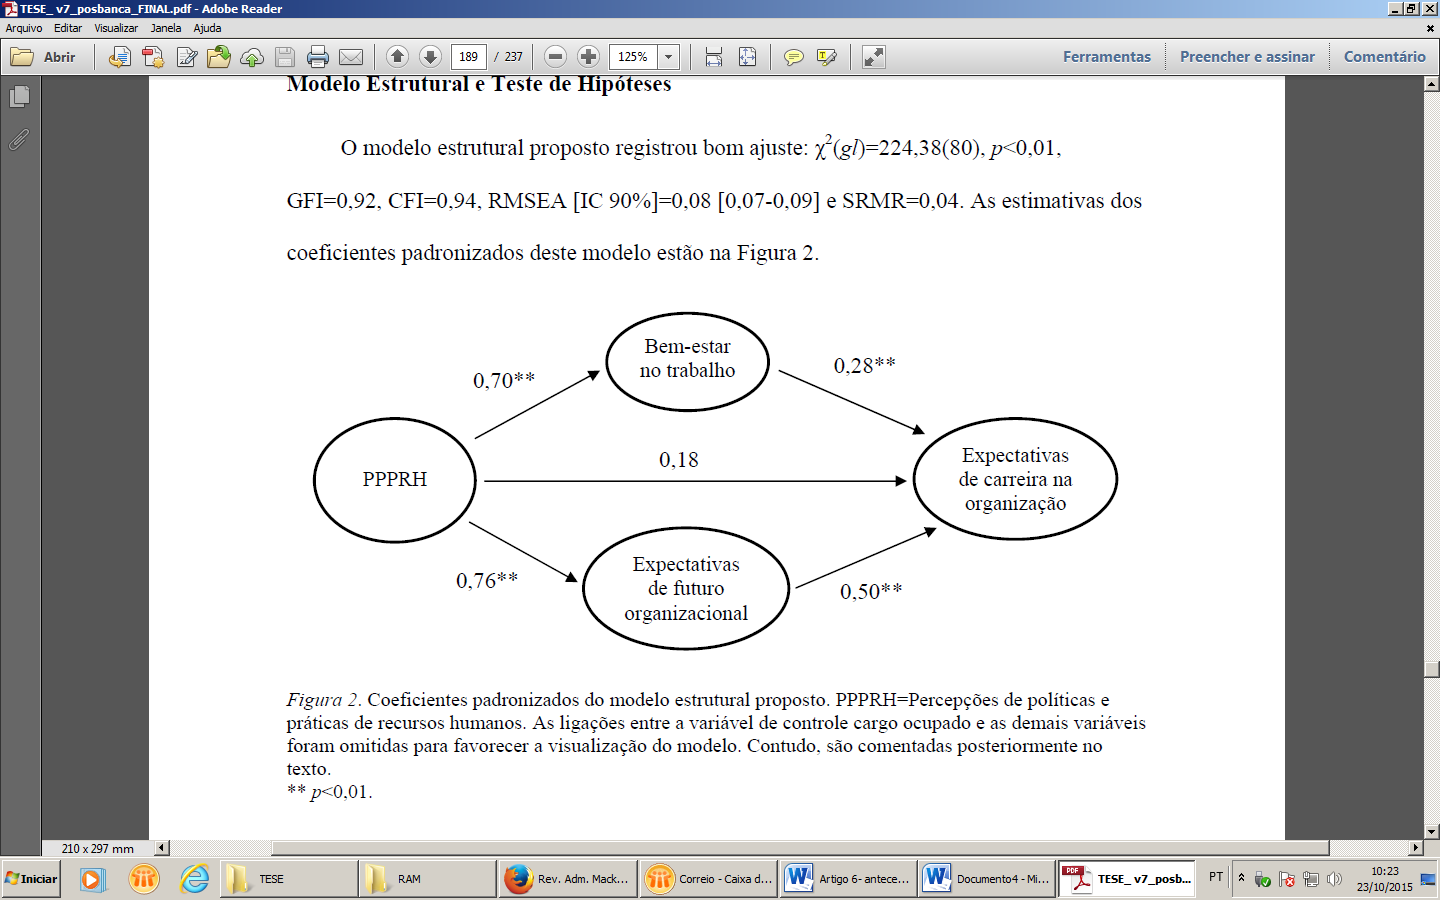 TESE_ v7_posbanca_FINAL.pdf - Adobe Reader
Arquivo Editar Visualizar Janela Ajuda
Abrir 189 / 237 125% Ferramentas Preencher e assinar Comentário
Modelo Estrutural e Teste de Hipóteses
O modelo estrutural proposto registrou bom ajuste: χ²(gl)=224,38(80), p<0,01,
GFI=0,92, CFI=0,94, RMSEA [IC 90%]=0,08 [0,07-0,09] e SRMR=0,04. As estimativas dos
coeficientes padronizados deste modelo estão na Figura 2.
Bem-estar
no trabalho
0,70**
0,28**
PPPRH
0,18
Expectativas
de carreira na
organização
0,76**
Expectativas
de futuro
organizacional
0,50**
Figura 2. Coeficientes padronizados do modelo estrutural proposto. PPPRH=Percepções de políticas e
práticas de recursos humanos. As ligações entre a variável de controle cargo ocupado e as demais variáveis
foram omitidas para favorecer a visualização do modelo. Contudo, são comentadas posteriormente no
texto.
** p<0,01.
210 x 297 mm
Iniciar TESE RAM Rev. Adm. Mack... Correio - Caixa d... Artigo 6- antece... Documento4 - Mi... PDF TESE_ v7_posb... PT 10:23
23/10/2015